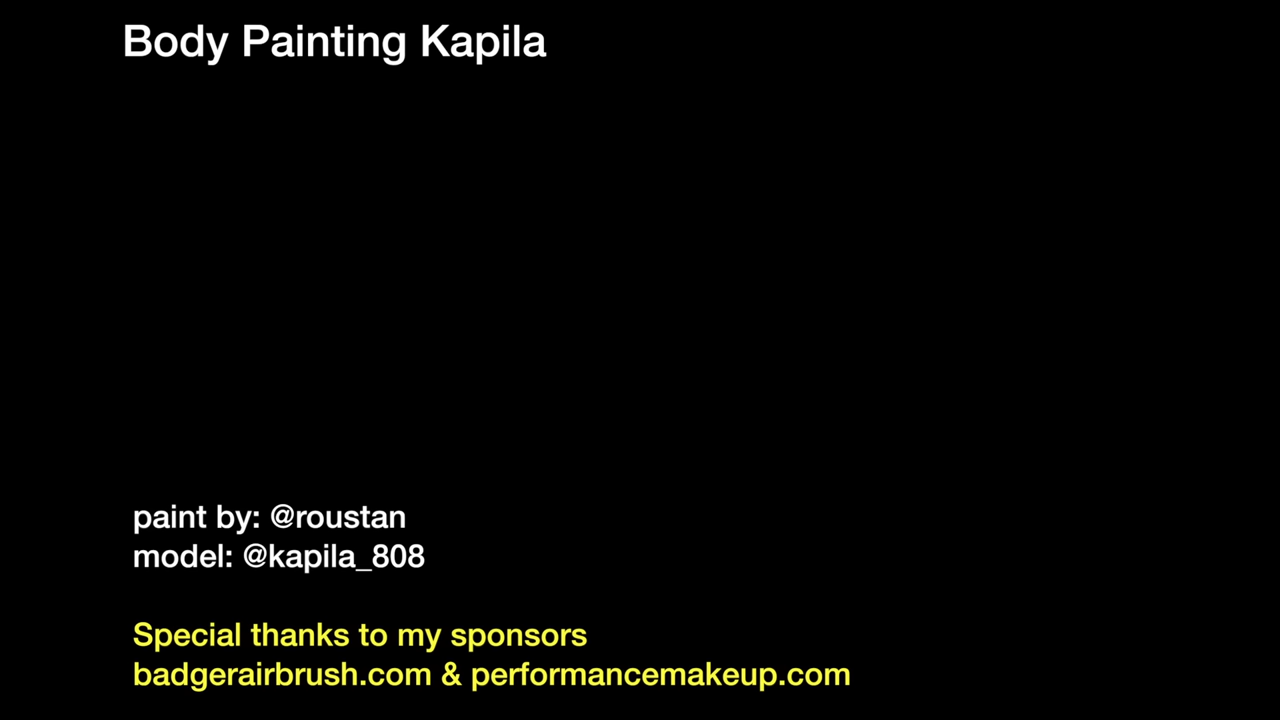 Body Painting Kapila
paint by: @roustan
model: @kapila_808
Special thanks to my sponsors
badgerairbrush.com & performancemakeup.com